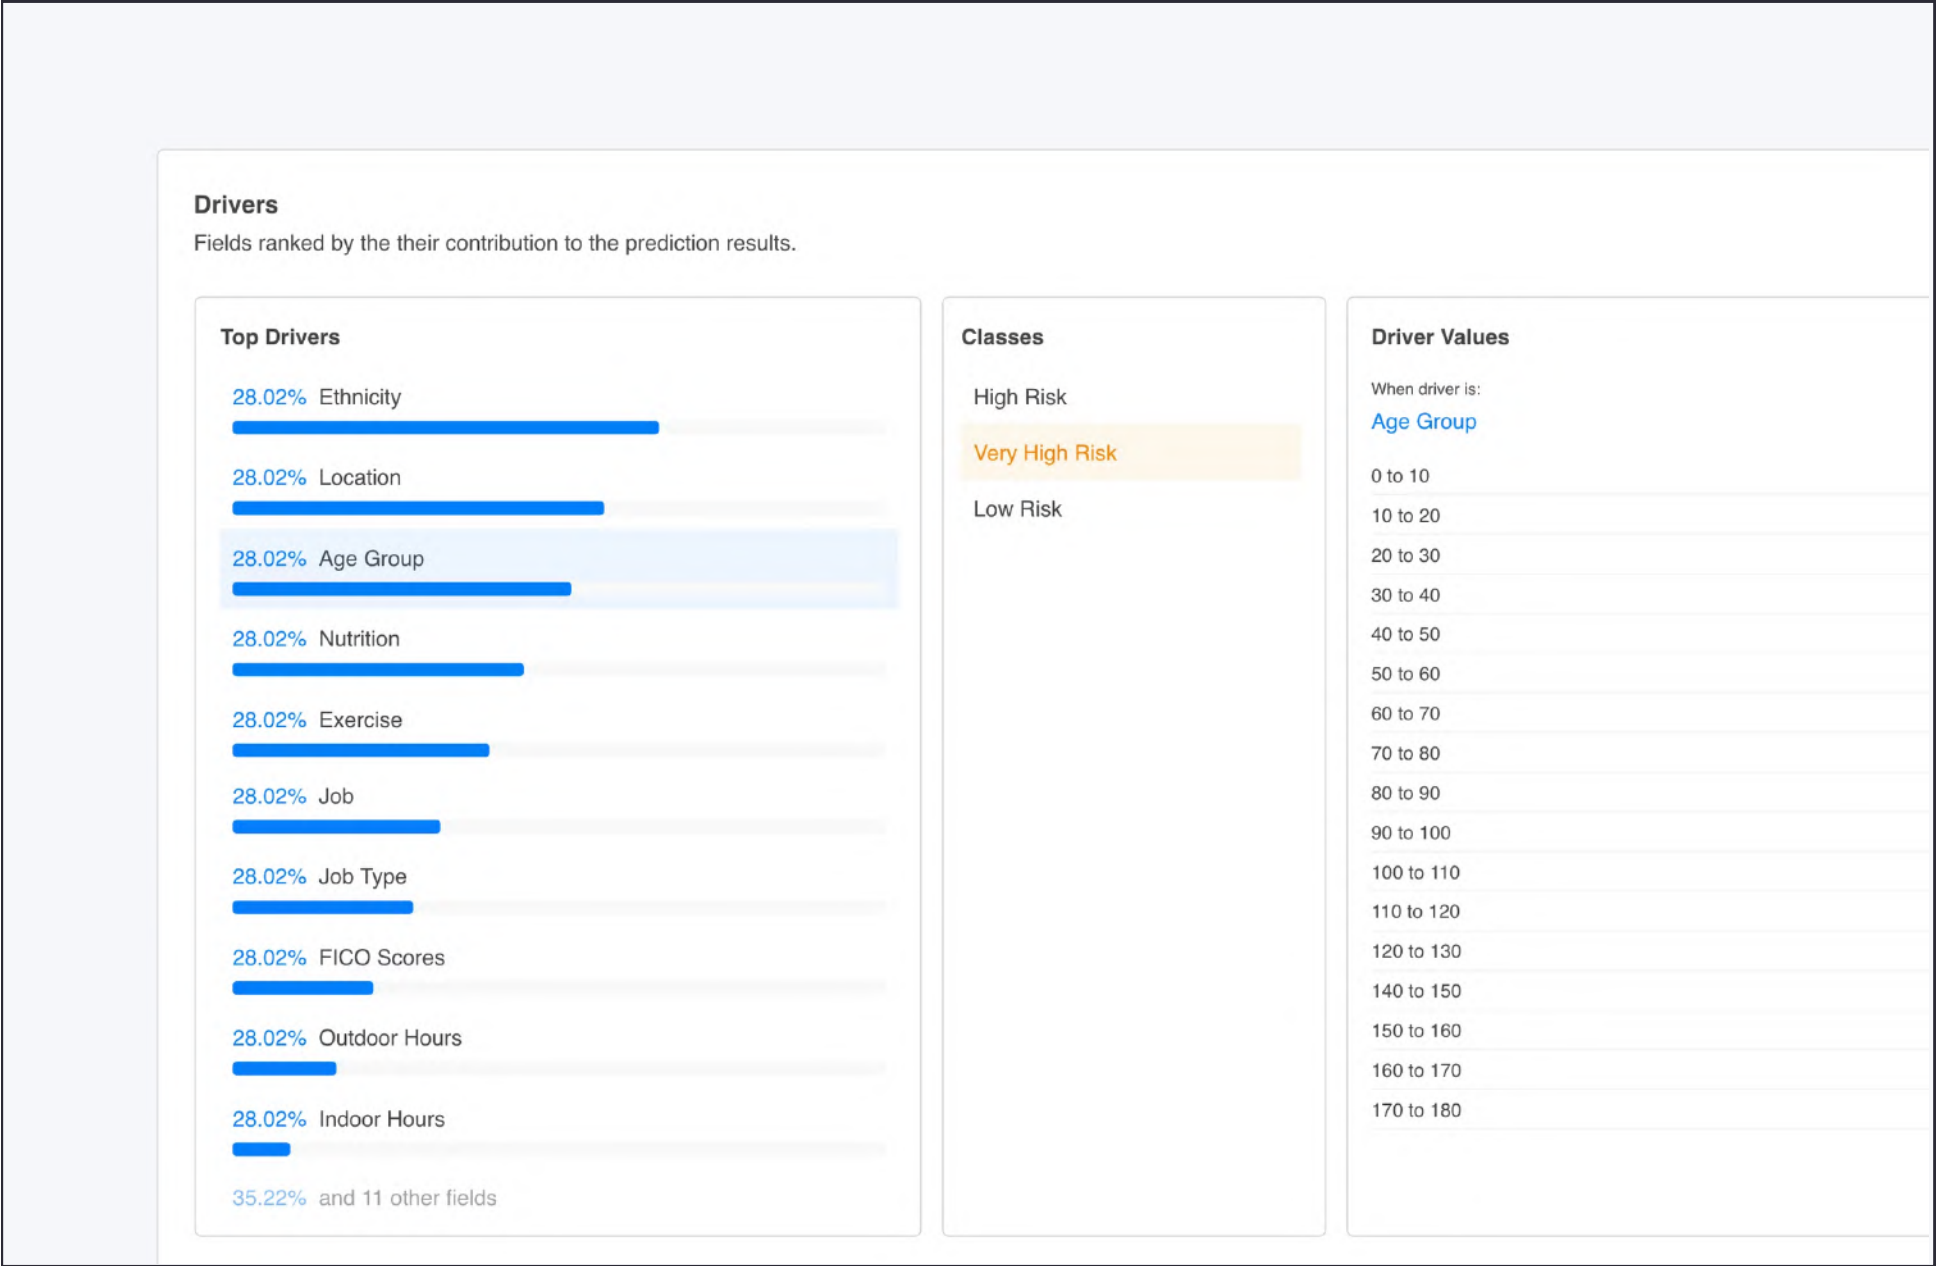 Drivers
Fields ranked by the their contribution to the prediction results.
Top Drivers
28.02% Ethnicity
28.02% Location
28.02% Age Group
28.02% Nutrition
28.02% Exercise
28.02% Job
28.02% Job Type
28.02% FICO Scores
28.02% Outdoor Hours
28.02% Indoor Hours
35.22% and 11 other fields
Classes
High Risk
Very High Risk
Low Risk
Driver Values
When driver is:
Age Group
0 to 10
10 to 20
20 to 30
30 to 40
40 to 50
50 to 60
60 to 70
70 to 80
80 to 90
90 to 100
100 to 110
110 to 120
120 to 130
140 to 150
150 to 160
160 to 170
170 to 180